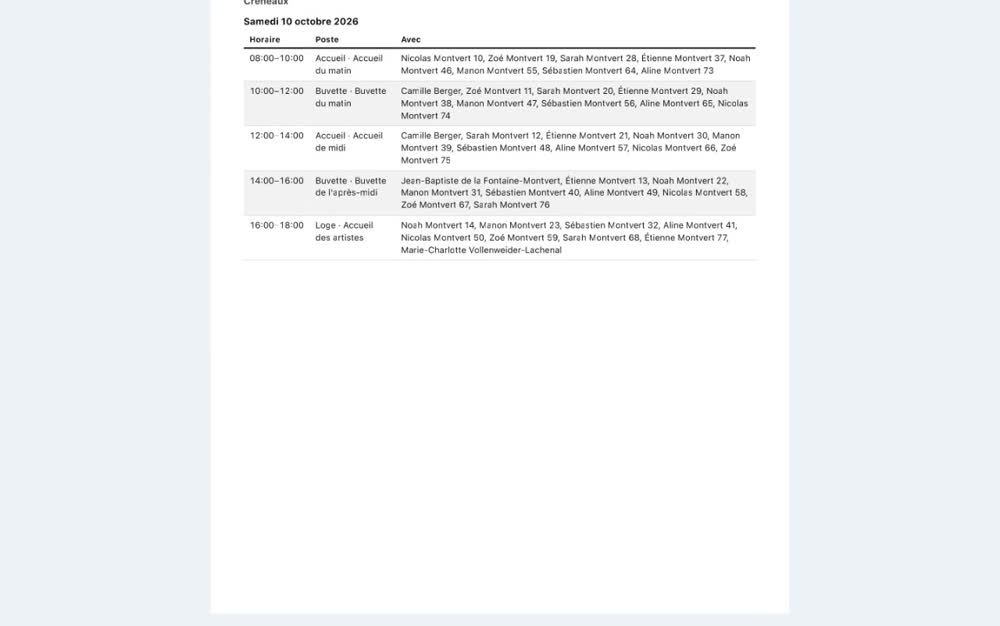 Créneaux
Samedi 10 octobre 2026
Horaire Poste Avec
08:00–10:00 Accueil · Accueil Nicolas Montvert 10, Zoé Montvert 19, Sarah Montvert 28, Étienne Montvert 37, Noah
du matin Montvert 46, Manon Montvert 55, Sébastien Montvert 64, Aline Montvert 73
10:00–12:00 Buvette · Buvette Camille Berger, Zoé Montvert 11, Sarah Montvert 20, Étienne Montvert 29, Noah
du matin Montvert 38, Manon Montvert 47, Sébastien Montvert 56, Aline Montvert 65, Nicolas
Montvert 74
12:00–14:00 Accueil · Accueil Camille Berger, Sarah Montvert 12, Étienne Montvert 21, Noah Montvert 30, Manon
de midi Montvert 39, Sébastien Montvert 48, Aline Montvert 57, Nicolas Montvert 66, Zoé
Montvert 75
14:00–16:00 Buvette · Buvette Jean-Baptiste de la Fontaine-Montvert, Étienne Montvert 13, Noah Montvert 22,
de l'après-midi Manon Montvert 31, Sébastien Montvert 40, Aline Montvert 49, Nicolas Montvert 58,
Zoé Montvert 67, Sarah Montvert 76
16:00–18:00 Loge · Accueil Noah Montvert 14, Manon Montvert 23, Sébastien Montvert 32, Aline Montvert 41,
des artistes Nicolas Montvert 50, Zoé Montvert 59, Sarah Montvert 68, Étienne Montvert 77,
Marie-Charlotte Vollenweider-Lachenal